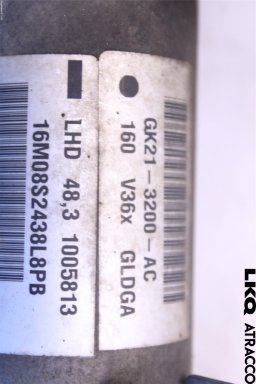 GK21-3200-AC
160 V36x GLDGA
LHD 48,3 1005813
16M08S2438L8PB
LKQ ATRACCO